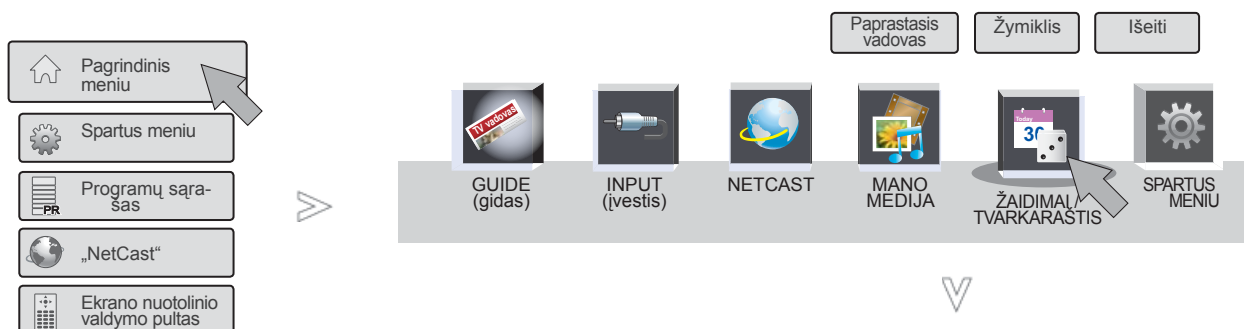 Pagrindinis
meniu
Spartus meniu
Programų sąra-
šas
PR
„NetCast“
Ekrano nuotolinio
valdymo pultas
Paprastasis
vadovas
Žymiklis
Išeiti
TV vadovas
Today
30
GUIDE
(gidas)
INPUT
(įvestis)
NETCAST
MANO
MEDIJA
ŽAIDIMAI /
TVARKARAŠTIS
SPARTUS
MENIU